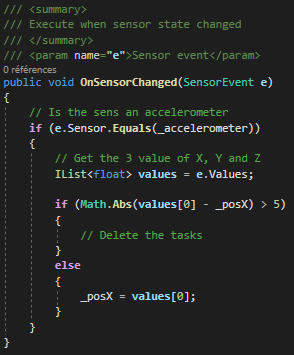 /// <summary>
/// Execute when sensor state changed
/// </summary>
/// <param name="e">Sensor event</param>
0 références
public void OnSensorChanged(SensorEvent e)
{
    // Is the sens an accelerometer
    if (e.Sensor.Equals(_accelerometer))
    {
        // Get the 3 value of X, Y and Z
        IList<float> values = e.Values;

        if (Math.Abs(values[0] - _posX) > 5)
        {
            // Delete the tasks
        }
        else
        {
            _posX = values[0];
        }
    }
}